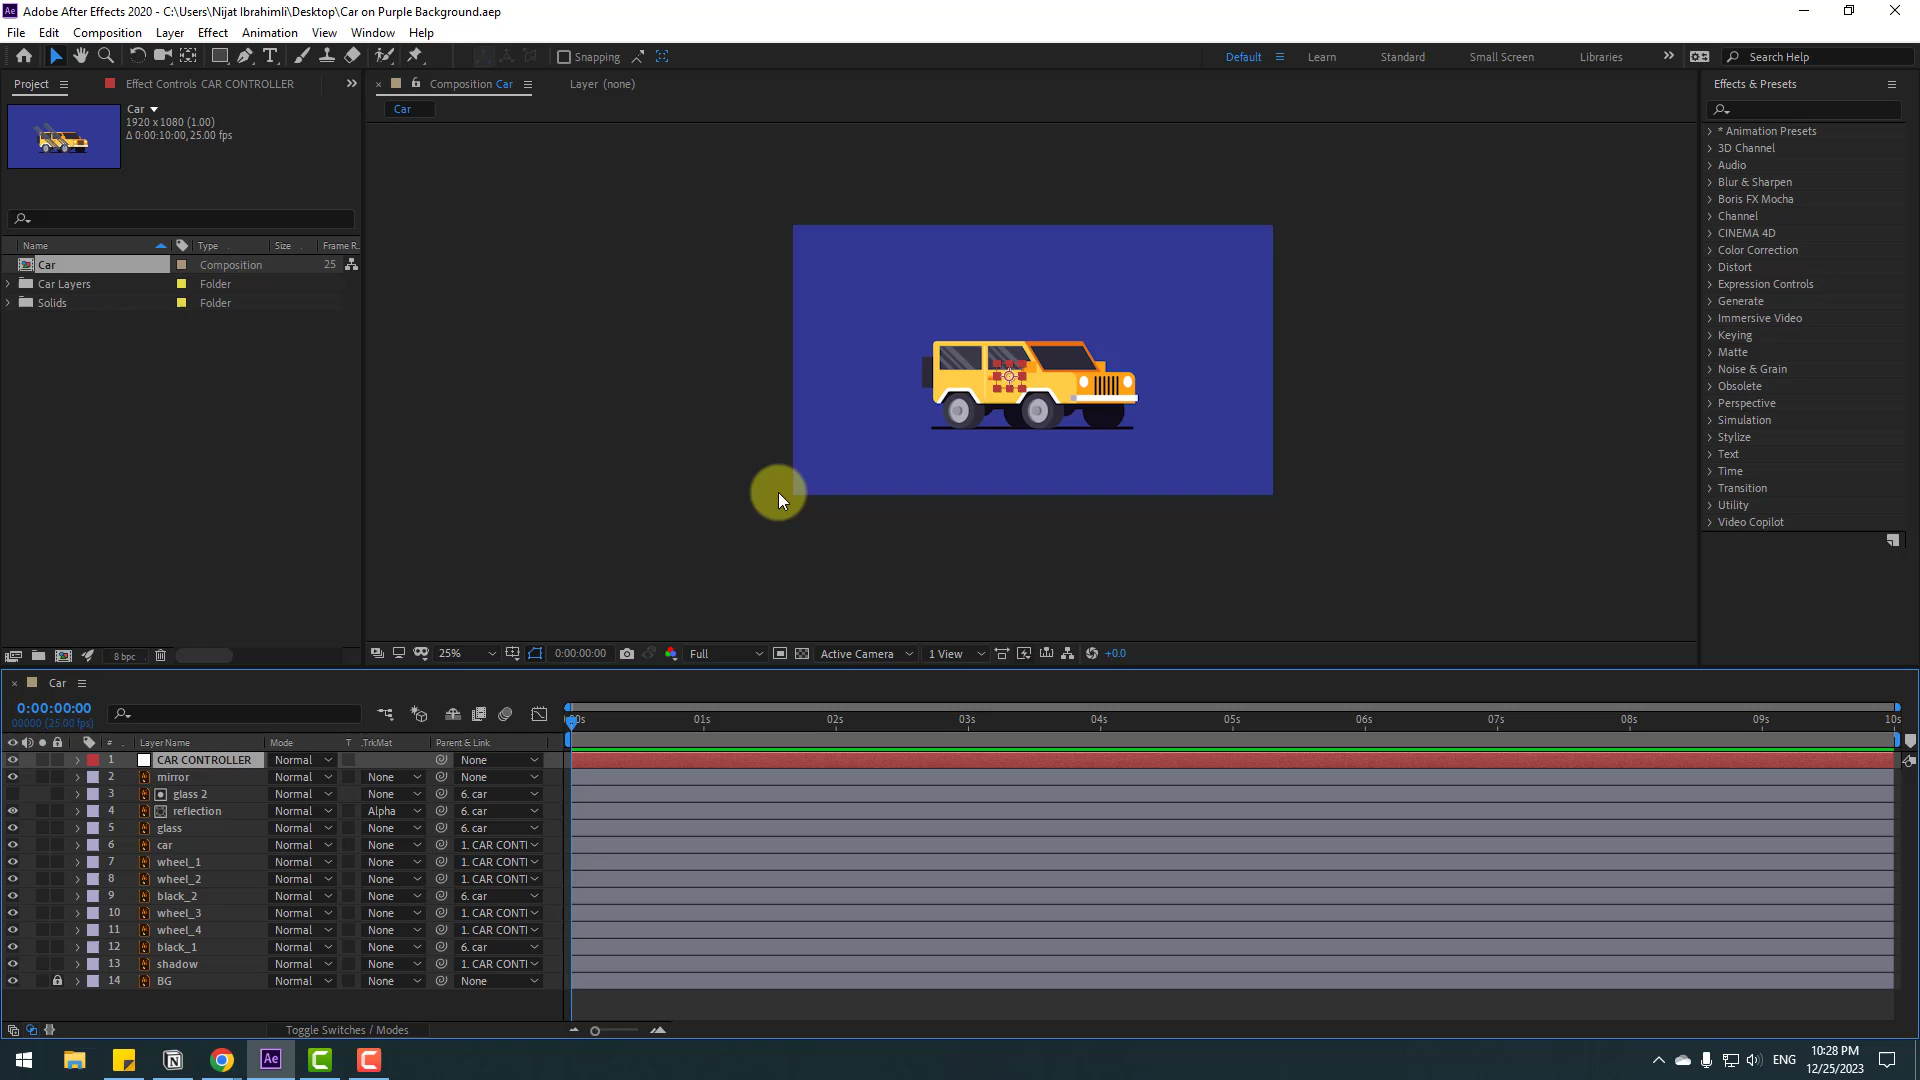 Adobe After Effects 2020 - C:\Users\Nijat Ibrahimli\Desktop\Car on Purple Background.aep
File Edit Composition Layer Effect Animation View Window Help
Snapping
Default Learn Standard Small Screen Libraries Search Help
Project Effect Controls CAR CONTROLLER
Composition Car Layer (none)
Effects & Presets
Car
1920 x 1080 (1.00)
Δ 0:00:10:00, 25.00 fps
Car
Name Type Size Frame R..
Car Composition 25
Car Layers Folder
Solids Folder
* Animation Presets
3D Channel
Audio
Blur & Sharpen
Boris FX Mocha
Channel
CINEMA 4D
Color Correction
Distort
Expression Controls
Generate
Immersive Video
Keying
Matte
Noise & Grain
Obsolete
Perspective
Simulation
Stylize
Text
Time
Transition
Utility
Video Copilot
8 bpc
25% 0:00:00:00 Full Active Camera 1 View +0.0
Car
0:00:00:00
00000 (25.00 fps)
01s 02s 03s 04s 05s 06s 07s 08s 09s 10s
# Layer Name Mode T .TrkMat Parent & Link
1 CAR CONTROLLER Normal None
2 mirror Normal None None
3 glass 2 Normal None 6. car
4 reflection Normal Alpha 6. car
5 glass Normal None 6. car
6 car Normal None 1. CAR CONTI
7 wheel_1 Normal None 1. CAR CONTI
8 wheel_2 Normal None 1. CAR CONTI
9 black_2 Normal None 6. car
10 wheel_3 Normal None 1. CAR CONTI
11 wheel_4 Normal None 1. CAR CONTI
12 black_1 Normal None 6. car
13 shadow Normal None 1. CAR CONTI
14 BG Normal None None
Toggle Switches / Modes
Ae
ENG
10:28 PM
12/25/2023